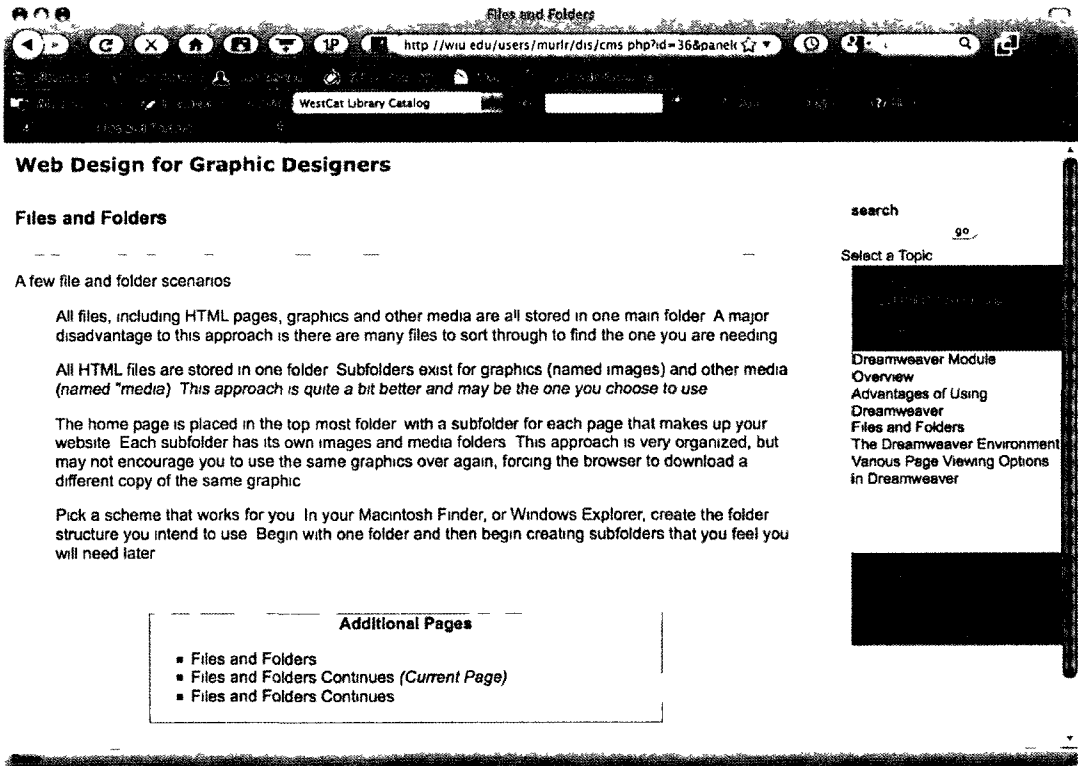 Files and Folders
http //wiu edu/users/murlr/dis/cms php?id=36&panel
WestCat Library Catalog
Web Design for Graphic Designers
Files and Folders
search
go
Select a Topic
A few file and folder scenarios
All files, including HTML pages, graphics and other media are all stored in one main folder A major
disadvantage to this approach is there are many files to sort through to find the one you are needing
All HTML files are stored in one folder Subfolders exist for graphics (named images) and other media
(named "media) This approach is quite a bit better and may be the one you choose to use
The home page is placed in the top most folder with a subfolder for each page that makes up your
website Each subfolder has its own images and media folders This approach is very organized, but
may not encourage you to use the same graphics over again, forcing the browser to download a
different copy of the same graphic
Pick a scheme that works for you In your Macintosh Finder, or Windows Explorer, create the folder
structure you intend to use Begin with one folder and then begin creating subfolders that you feel you
will need later
Dreamweaver Module
Overview
Advantages of Using
Dreamweaver
Files and Folders
The Dreamweaver Environment
Various Page Viewing Options
in Dreamweaver
Additional Pages
Files and Folders
Files and Folders Continues (Current Page)
Files and Folders Continues
Done